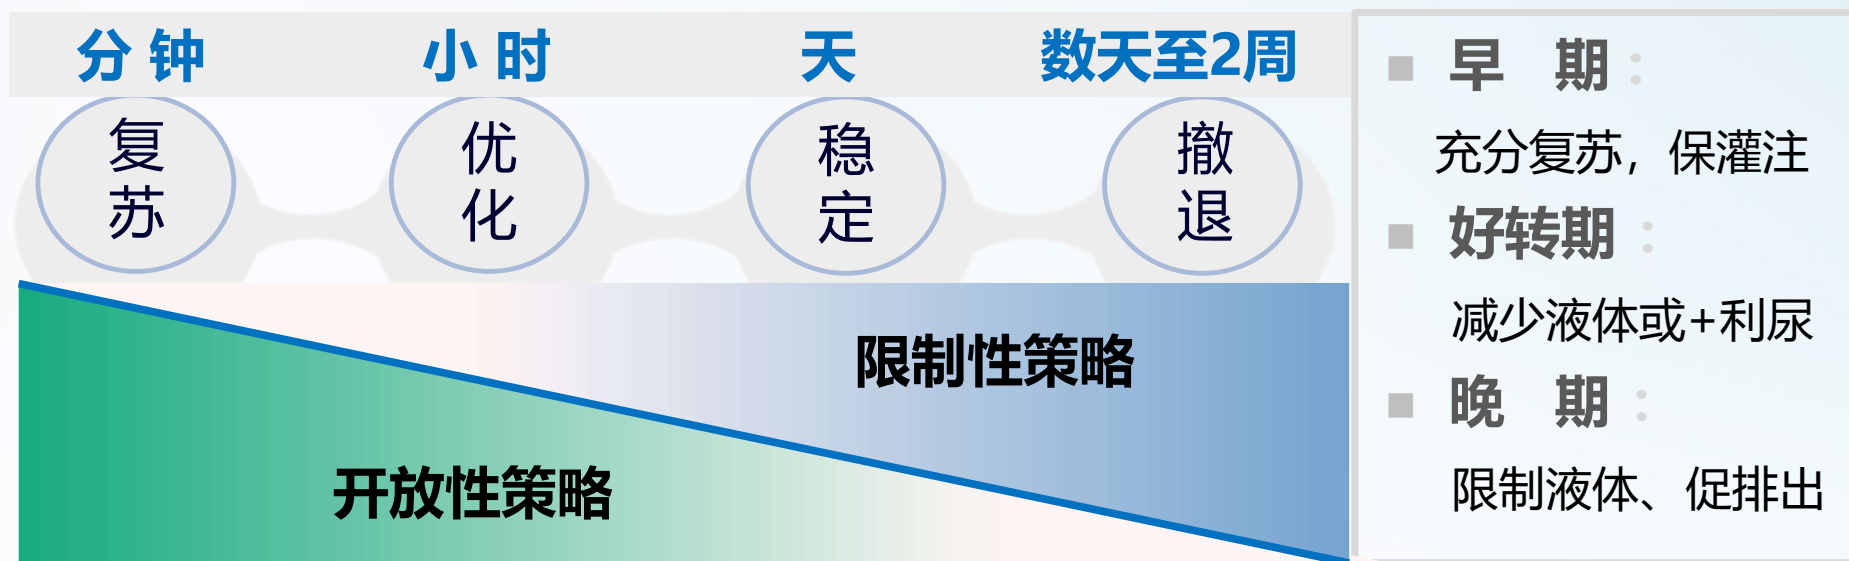 分 钟 小 时 天 数天至2周
复苏 优化 稳定 撤退
限制性策略
开放性策略
■ 早 期：
充分复苏，保灌注
■ 好转期：
减少液体或+利尿
■ 晚 期：
限制液体、促排出